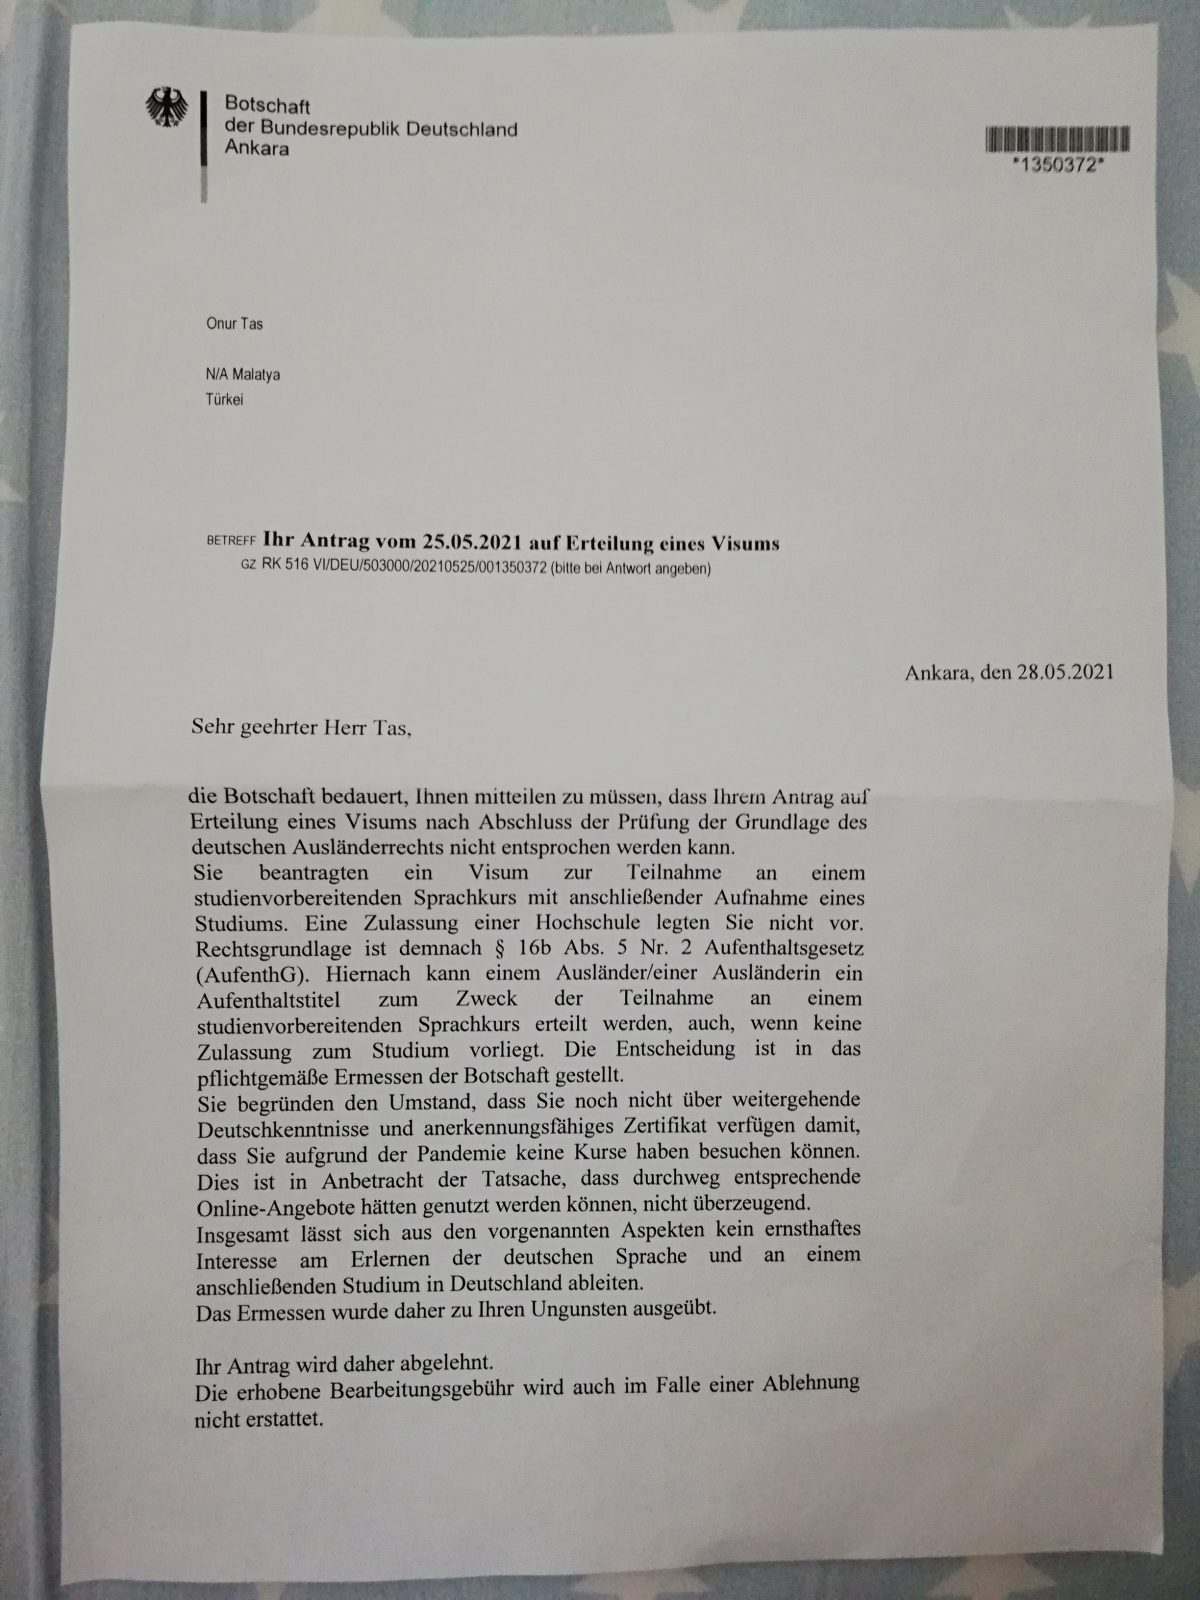 Botschaft
der Bundesrepublik Deutschland
Ankara
*1350372*
Onur Tas
N/A Malatya
Türkei
BETREFF Ihr Antrag vom 25.05.2021 auf Erteilung eines Visums
GZ RK 516 VI/DEU/503000/20210525/001350372 (bitte bei Antwort angeben)
Ankara, den 28.05.2021
Sehr geehrter Herr Tas,
die Botschaft bedauert, Ihnen mitteilen zu müssen, dass Ihrem Antrag auf
Erteilung eines Visums nach Abschluss der Prüfung der Grundlage des
deutschen Ausländerrechts nicht entsprochen werden kann.
Sie beantragten ein Visum zur Teilnahme an einem
studienvorbereitenden Sprachkurs mit anschließender Aufnahme eines
Studiums. Eine Zulassung einer Hochschule legten Sie nicht vor.
Rechtsgrundlage ist demnach § 16b Abs. 5 Nr. 2 Aufenthaltsgesetz
(AufenthG). Hiernach kann einem Ausländer/einer Ausländerin ein
Aufenthaltstitel zum Zweck der Teilnahme an einem
studienvorbereitenden Sprachkurs erteilt werden, auch, wenn keine
Zulassung zum Studium vorliegt. Die Entscheidung ist in das
pflichtgemäße Ermessen der Botschaft gestellt.
Sie begründen den Umstand, dass Sie noch nicht über weitergehende
Deutschkenntnisse und anerkennungsfähiges Zertifikat verfügen damit,
dass Sie aufgrund der Pandemie keine Kurse haben besuchen können.
Dies ist in Anbetracht der Tatsache, dass durchweg entsprechende
Online-Angebote hätten genutzt werden können, nicht überzeugend.
Insgesamt lässt sich aus den vorgenannten Aspekten kein ernsthaftes
Interesse am Erlernen der deutschen Sprache und an einem
anschließenden Studium in Deutschland ableiten.
Das Ermessen wurde daher zu Ihren Ungunsten ausgeübt.
Ihr Antrag wird daher abgelehnt.
Die erhobene Bearbeitungsgebühr wird auch im Falle einer Ablehnung
nicht erstattet.